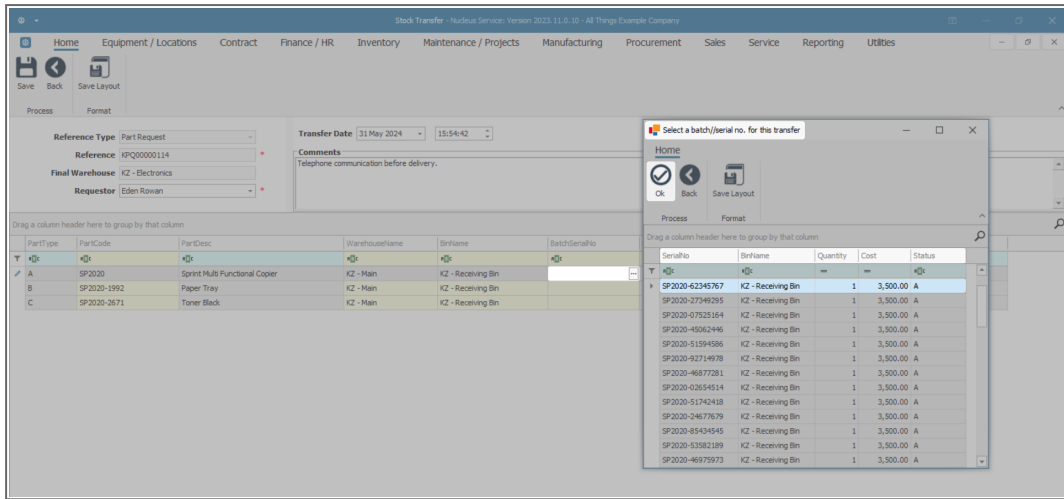 Stock Transfer - Nucleus Service: Version 2023.11.0.10 - All Things Example Company
Home Equipment / Locations Contract Finance / HR Inventory Maintenance / Projects Manufacturing Procurement Sales Service Reporting Utilities
Save Back Save Layout
Process Format
Reference Type Part Request
Reference KPQ00000114 *
Final Warehouse KZ - Electronics
Requestor Eden Rowan *
Transfer Date 31 May 2024 15:54:42
Comments
Telephone communication before delivery.
Drag a column header here to group by that column
PartType PartCode PartDesc WarehouseName BinName BatchSerialNo
A SP2020 Sprint Multi Functional Copier KZ - Main KZ - Receiving Bin
B SP2020-1992 Paper Tray KZ - Main KZ - Receiving Bin
C SP2020-2671 Toner Black KZ - Main KZ - Receiving Bin
Select a batch//serial no. for this transfer
Home
Ok Back Save Layout
Process Format
Drag a column header here to group by that column
SerialNo BinName Quantity Cost Status
SP2020-62345767 KZ - Receiving Bin 1 3,500.00 A
SP2020-27349295 KZ - Receiving Bin 1 3,500.00 A
SP2020-07525164 KZ - Receiving Bin 1 3,500.00 A
SP2020-45062446 KZ - Receiving Bin 1 3,500.00 A
SP2020-51594586 KZ - Receiving Bin 1 3,500.00 A
SP2020-92714978 KZ - Receiving Bin 1 3,500.00 A
SP2020-46877281 KZ - Receiving Bin 1 3,500.00 A
SP2020-02654514 KZ - Receiving Bin 1 3,500.00 A
SP2020-51742418 KZ - Receiving Bin 1 3,500.00 A
SP2020-24677679 KZ - Receiving Bin 1 3,500.00 A
SP2020-85434545 KZ - Receiving Bin 1 3,500.00 A
SP2020-53582189 KZ - Receiving Bin 1 3,500.00 A
SP2020-46975973 KZ - Receiving Bin 1 3,500.00 A